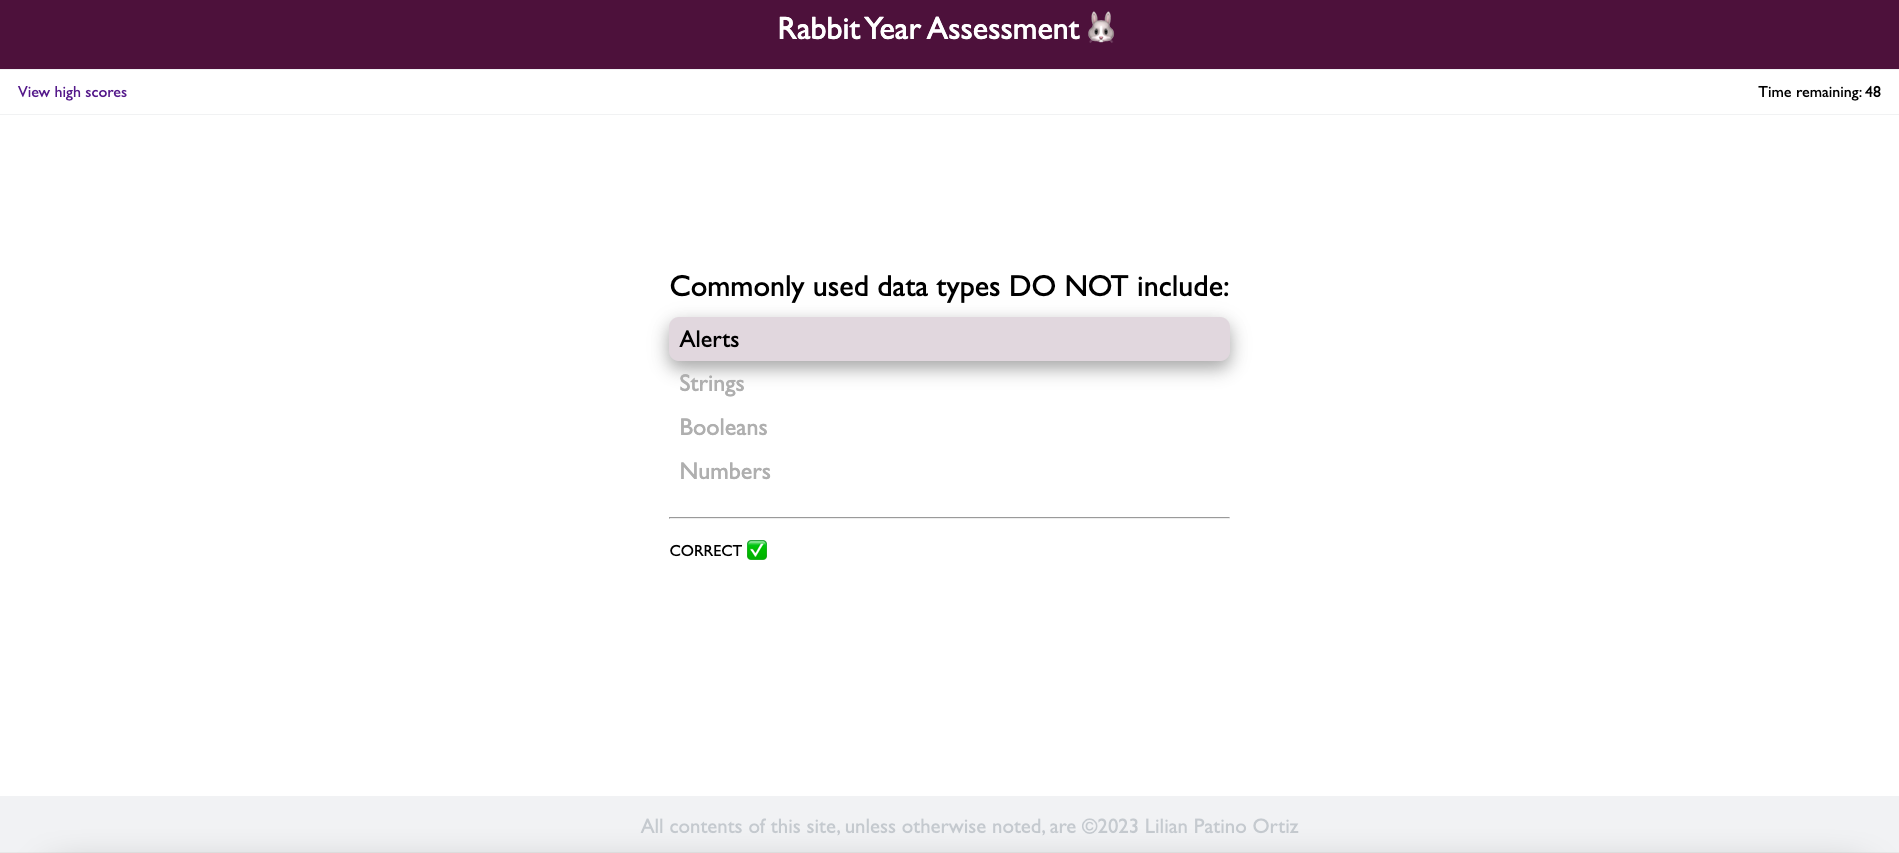 Rabbit Year Assessment 🐰
View high scores
Time remaining: 48
Commonly used data types DO NOT include:
Alerts
Strings
Booleans
Numbers
CORRECT ✅
All contents of this site, unless otherwise noted, are ©2023 Lilian Patino Ortiz